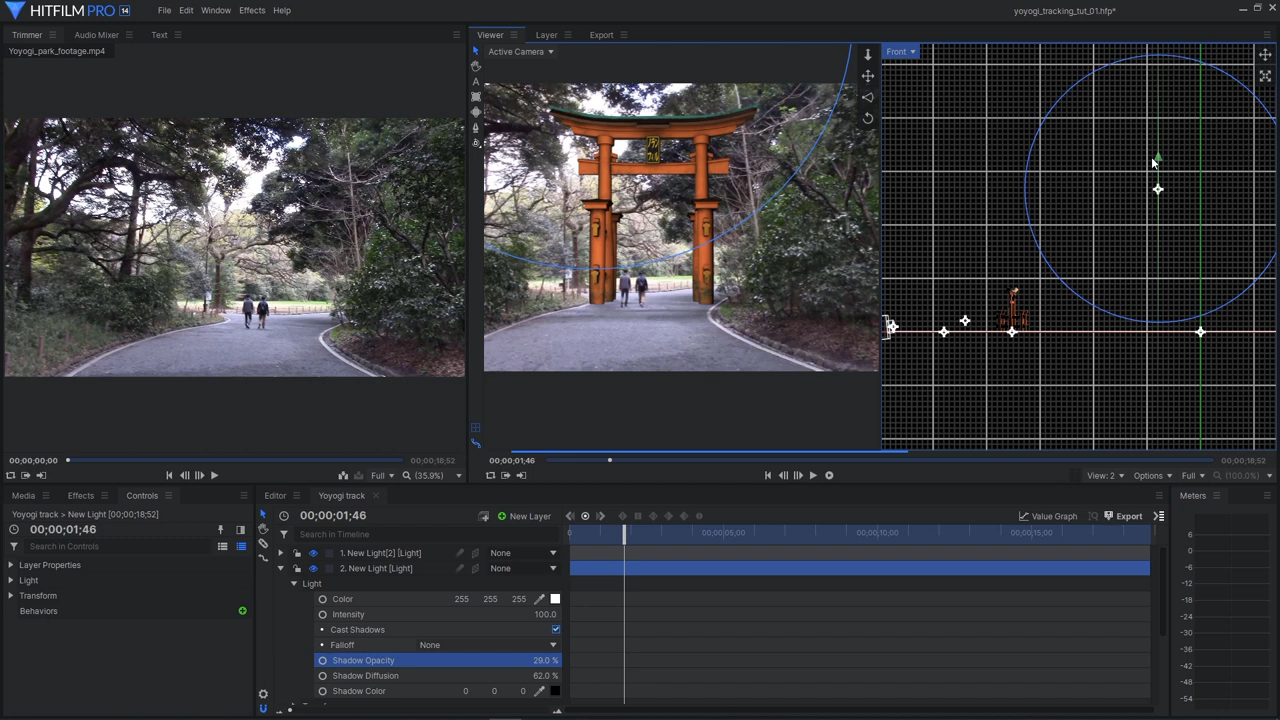 HITFILM PRO 14
File Edit Window Effects Help
yoyogi_tracking_tut_01.hfp*
Trimmer Audio Mixer Text
Yoyogi_park_footage.mp4
Viewer Layer Export
Active Camera
Front
00;00;00;00
00;00;18;52
Full (35.9%)
00;00;01;46
00;00;18;52
View: 2 Options Full (100.0%)
Media Effects Controls
Yoyogi track > New Light [00;00;18;52]
00;00;01;46
Search in Controls
Layer Properties
Light
Transform
Behaviors
Editor Yoyogi track
00;00;01;46
New Layer
Value Graph
Export
Search in Timeline
0 00;00;05;00 00;00;10;00 00;00;15;00
1. New Light[2] [Light] None
2. New Light [Light] None
Light
Color 255 255 255
Intensity 100.0
Cast Shadows
Falloff None
Shadow Opacity 29.0 %
Shadow Diffusion 62.0 %
Shadow Color 0 0 0
Meters
6
0
-6
-12
-18
-24
-30
-36
-42
-48
-54